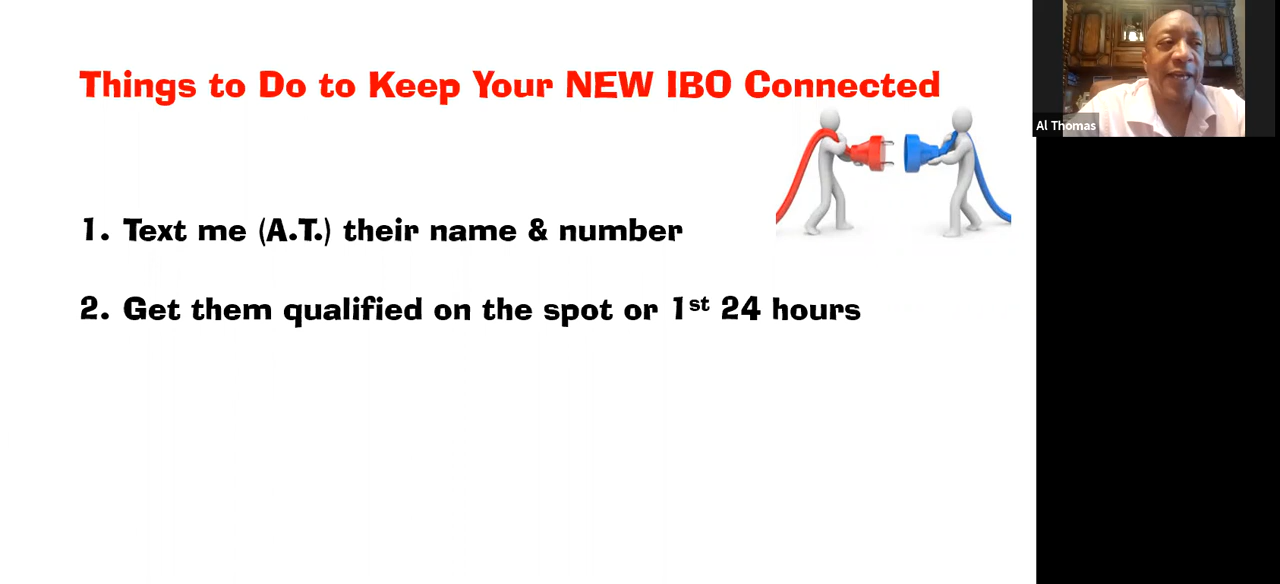 Things to Do to Keep Your NEW IBO Connected
Al Thomas
1. Text me (A.T.) their name & number
2. Get them qualified on the spot or 1st 24 hours